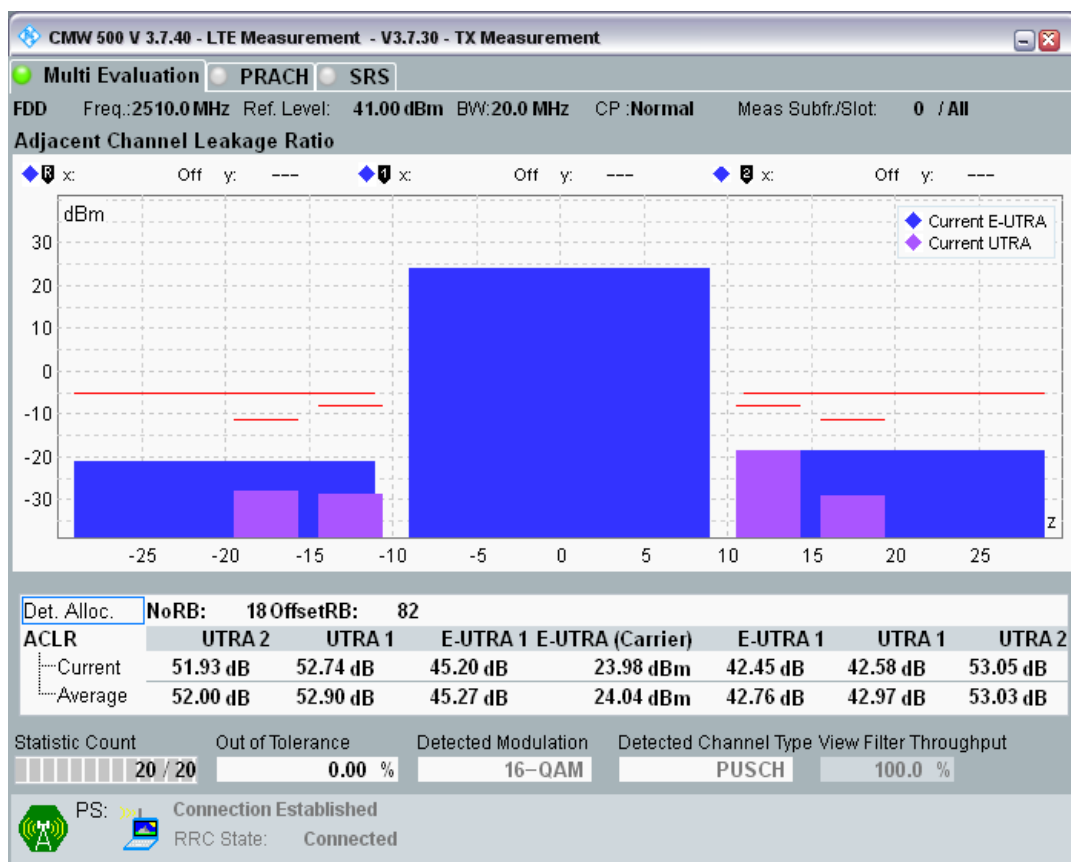 CMW 500 V 3.7.40 - LTE Measurement - V3.7.30 - TX Measurement
Multi Evaluation PRACH SRS
FDD Freq.:2510.0 MHz Ref. Level: 41.00 dBm BW:20.0 MHz CP :Normal Meas Subfr./Slot: 0 / All
Adjacent Channel Leakage Ratio
R x: Off y: --- 1 x: Off y: --- 2 x: Off y: ---
dBm
Current E-UTRA
Current UTRA
30
20
10
0
-10
-20
-30
z
-25 -20 -15 -10 -5 0 5 10 15 20 25
Det. Alloc. NoRB: 18 OffsetRB: 82
ACLR UTRA 2 UTRA 1 E-UTRA 1 E-UTRA (Carrier) E-UTRA 1 UTRA 1 UTRA 2
Current 51.93 dB 52.74 dB 45.20 dB 23.98 dBm 42.45 dB 42.58 dB 53.05 dB
Average 52.00 dB 52.90 dB 45.27 dB 24.04 dBm 42.76 dB 42.97 dB 53.03 dB
Statistic Count Out of Tolerance Detected Modulation Detected Channel Type View Filter Throughput
20 / 20 0.00 % 16-QAM PUSCH 100.0 %
PS: Connection Established
RRC State: Connected